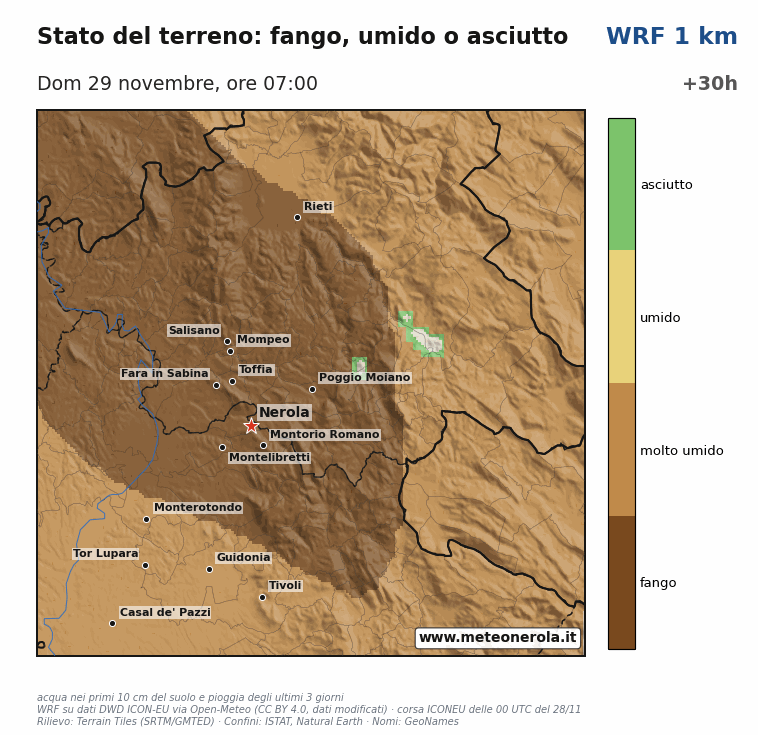 Stato del terreno: fango, umido o asciutto
WRF 1 km
Dom 29 novembre, ore 07:00
+30h
asciutto
Rieti
umido
Salisano
Mompeo
Toffia
Fara in Sabina
Poggio Moiano
Nerola
Montorio Romano
molto umido
Montelibretti
Monterotondo
Tor Lupara
Guidonia
fango
Tivoli
Casal de' Pazzi
www.meteonerola.it
acqua nei primi 10 cm del suolo e pioggia degli ultimi 3 giorni
WRF su dati DWD ICON-EU via Open-Meteo (CC BY 4.0, dati modificati) · corsa ICONEU delle 00 UTC del 28/11
Rilievo: Terrain Tiles (SRTM/GMTED) · Confini: ISTAT, Natural Earth · Nomi: GeoNames